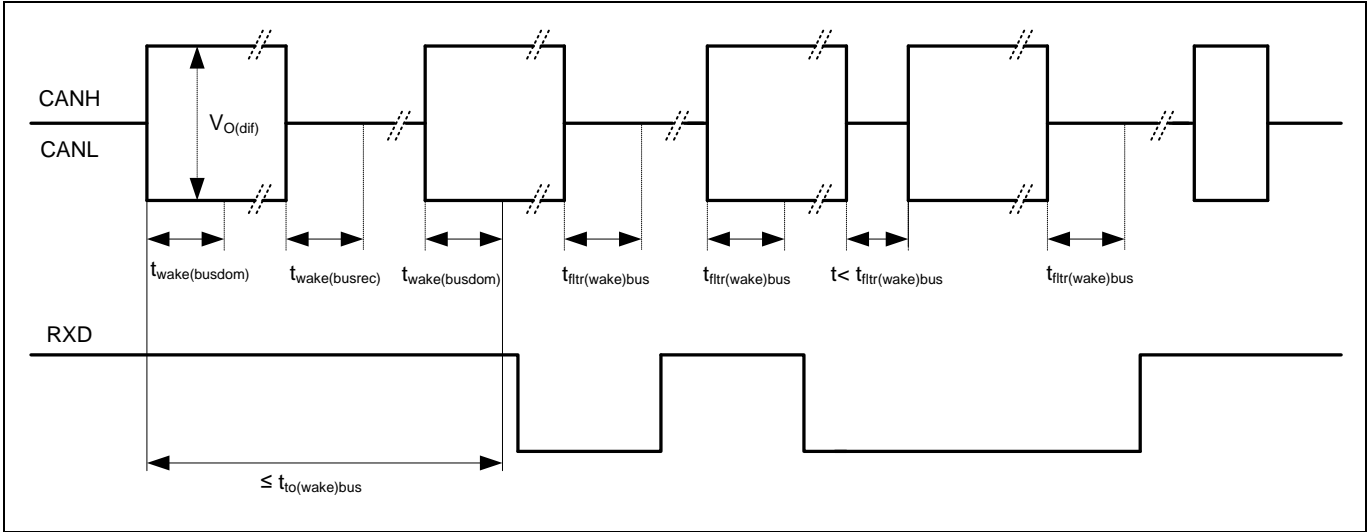 CANH
V_O(dif)
CANL
t_wake(busdom)
t_wake(busrec)
t_wake(busdom)
t_fltr(wake)bus
t_fltr(wake)bus
t< t_fltr(wake)bus
t_fltr(wake)bus
RXD
≤ t_to(wake)bus